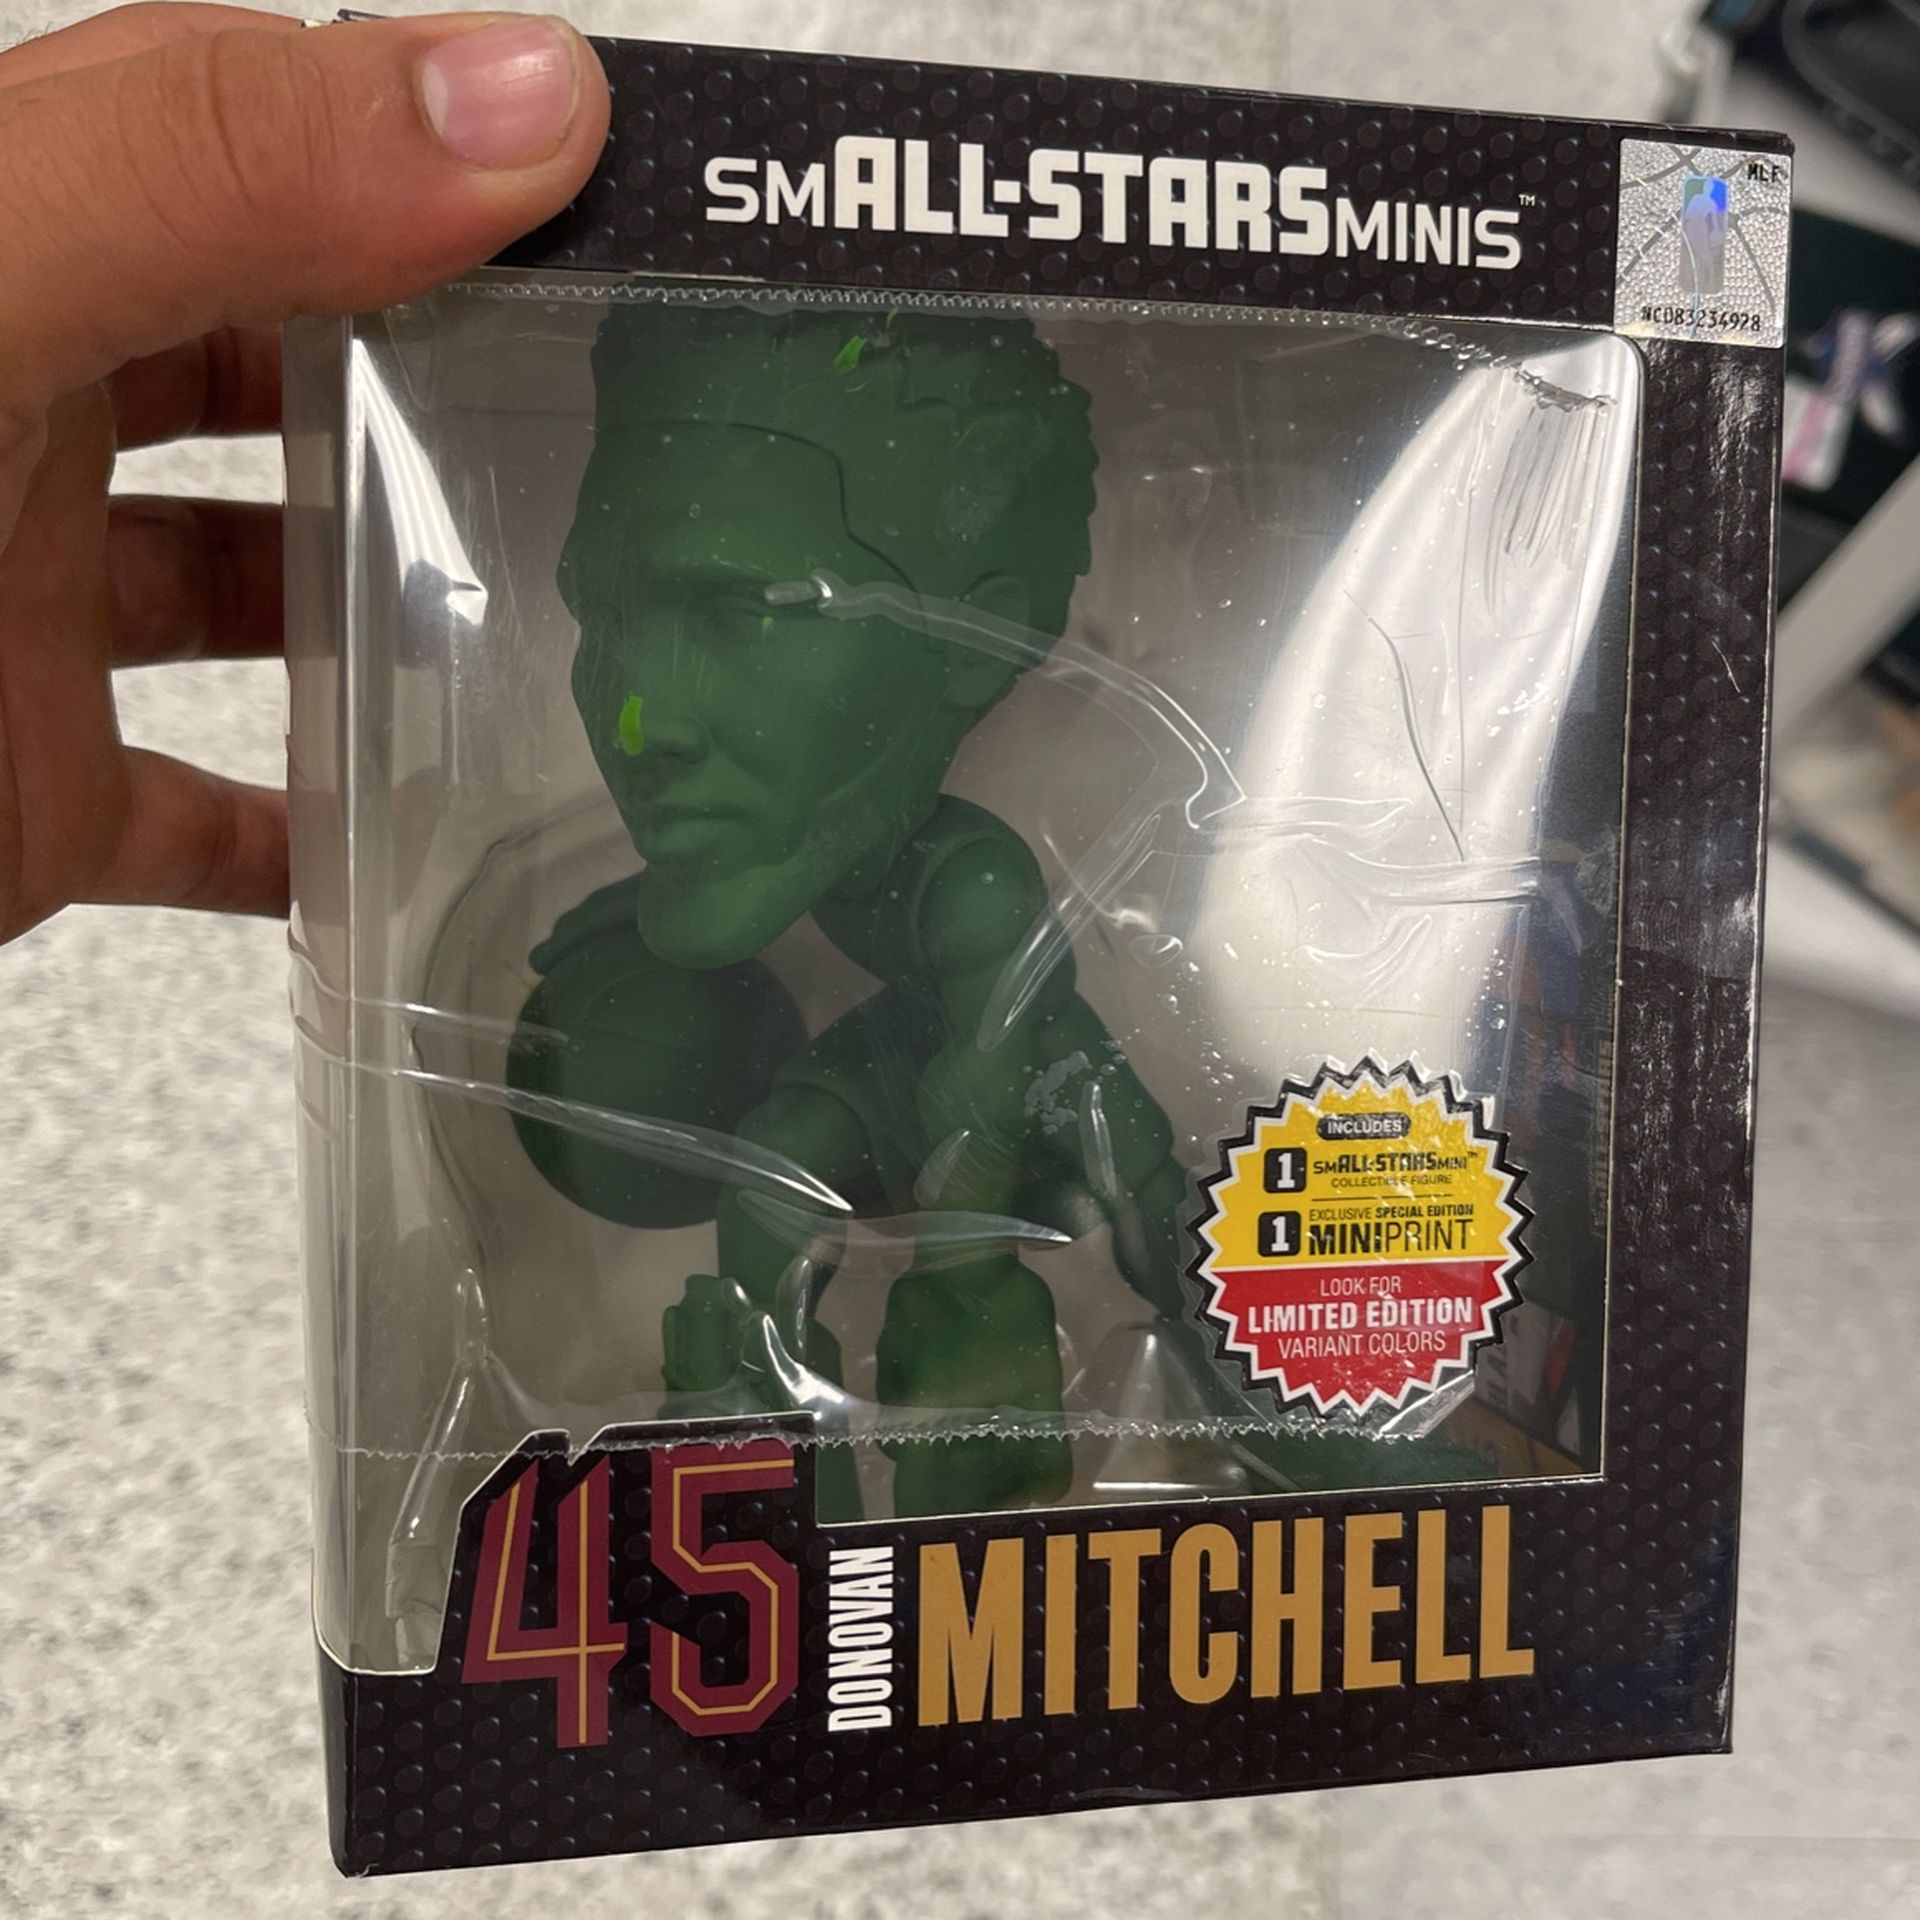 smALL-STARSMINIS™
MLF
NCD83234928
INCLUDES
1 smALL-STARSMINI™
COLLECTIBLE FIGURE
EXCLUSIVE SPECIAL EDITION
1 MINIPRINT
LOOK FOR
LIMITED EDITION
VARIANT COLORS
45
DONOVAN
MITCHELL